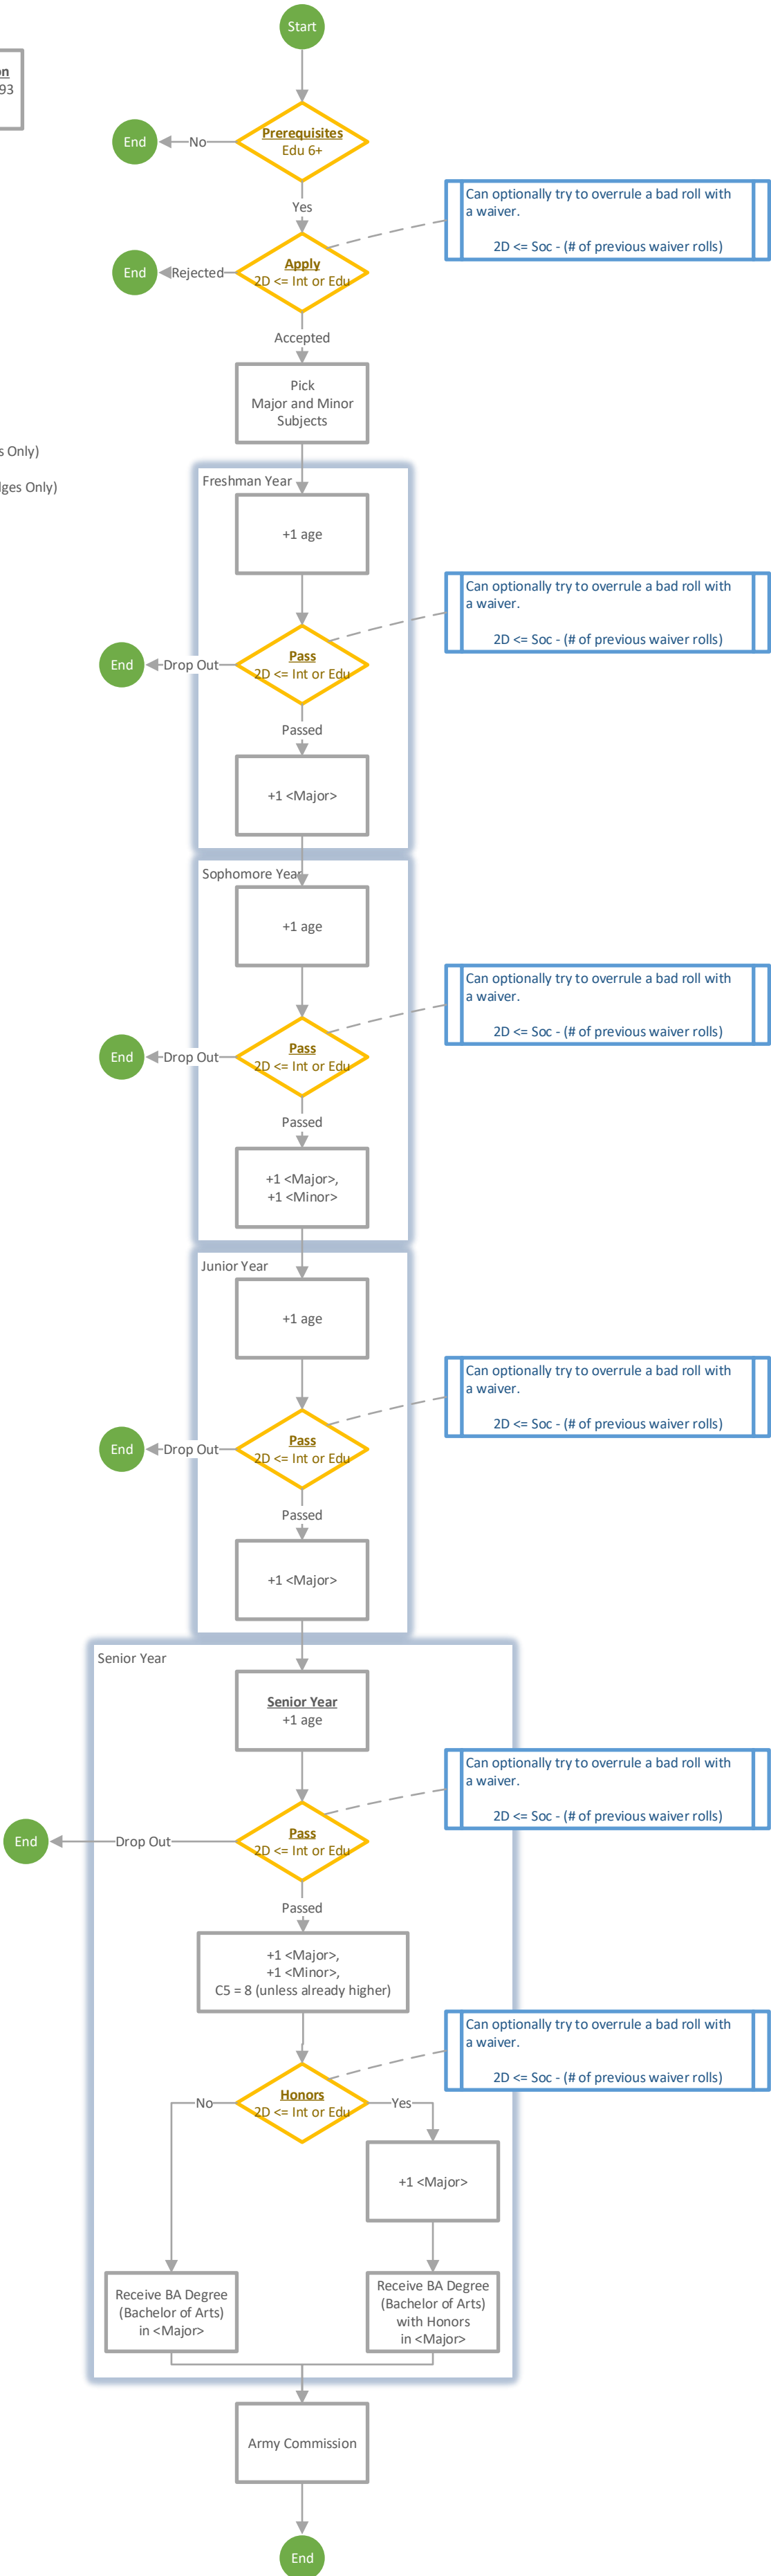 Start
on
93
Prerequisites
Edu 6+
No
End
Yes
Can optionally try to overrule a bad roll with
a waiver.
2D <= Soc - (# of previous waiver rolls)
Apply
2D <= Int or Edu
Rejected
End
Accepted
Pick
Major and Minor
Subjects
s Only)
lges Only)
Freshman Year
+1 age
Can optionally try to overrule a bad roll with
a waiver.
2D <= Soc - (# of previous waiver rolls)
Pass
2D <= Int or Edu
Drop Out
End
Passed
+1 <Major>
Sophomore Year
+1 age
Can optionally try to overrule a bad roll with
a waiver.
2D <= Soc - (# of previous waiver rolls)
Pass
2D <= Int or Edu
Drop Out
End
Passed
+1 <Major>,
+1 <Minor>
Junior Year
+1 age
Can optionally try to overrule a bad roll with
a waiver.
2D <= Soc - (# of previous waiver rolls)
Pass
2D <= Int or Edu
Drop Out
End
Passed
+1 <Major>
Senior Year
Senior Year
+1 age
Can optionally try to overrule a bad roll with
a waiver.
2D <= Soc - (# of previous waiver rolls)
Pass
2D <= Int or Edu
Drop Out
End
Passed
+1 <Major>,
+1 <Minor>,
C5 = 8 (unless already higher)
Can optionally try to overrule a bad roll with
a waiver.
2D <= Soc - (# of previous waiver rolls)
Honors
2D <= Int or Edu
No
Yes
+1 <Major>
Receive BA Degree
(Bachelor of Arts)
in <Major>
Receive BA Degree
(Bachelor of Arts)
with Honors
in <Major>
Army Commission
End